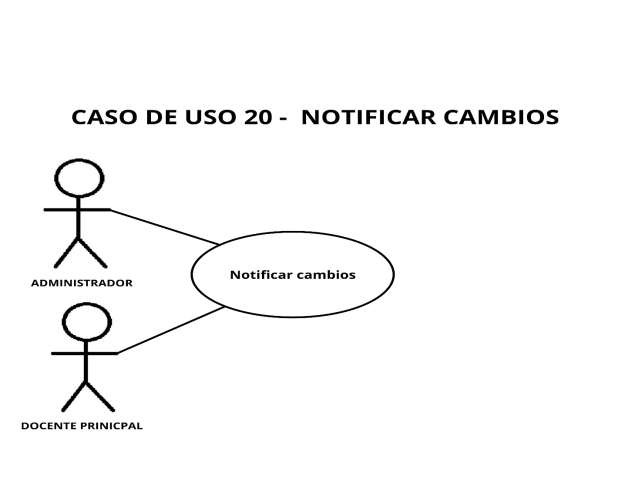 CASO DE USO 20 - NOTIFICAR CAMBIOS
Notificar cambios
ADMINISTRADOR
DOCENTE PRINICPAL